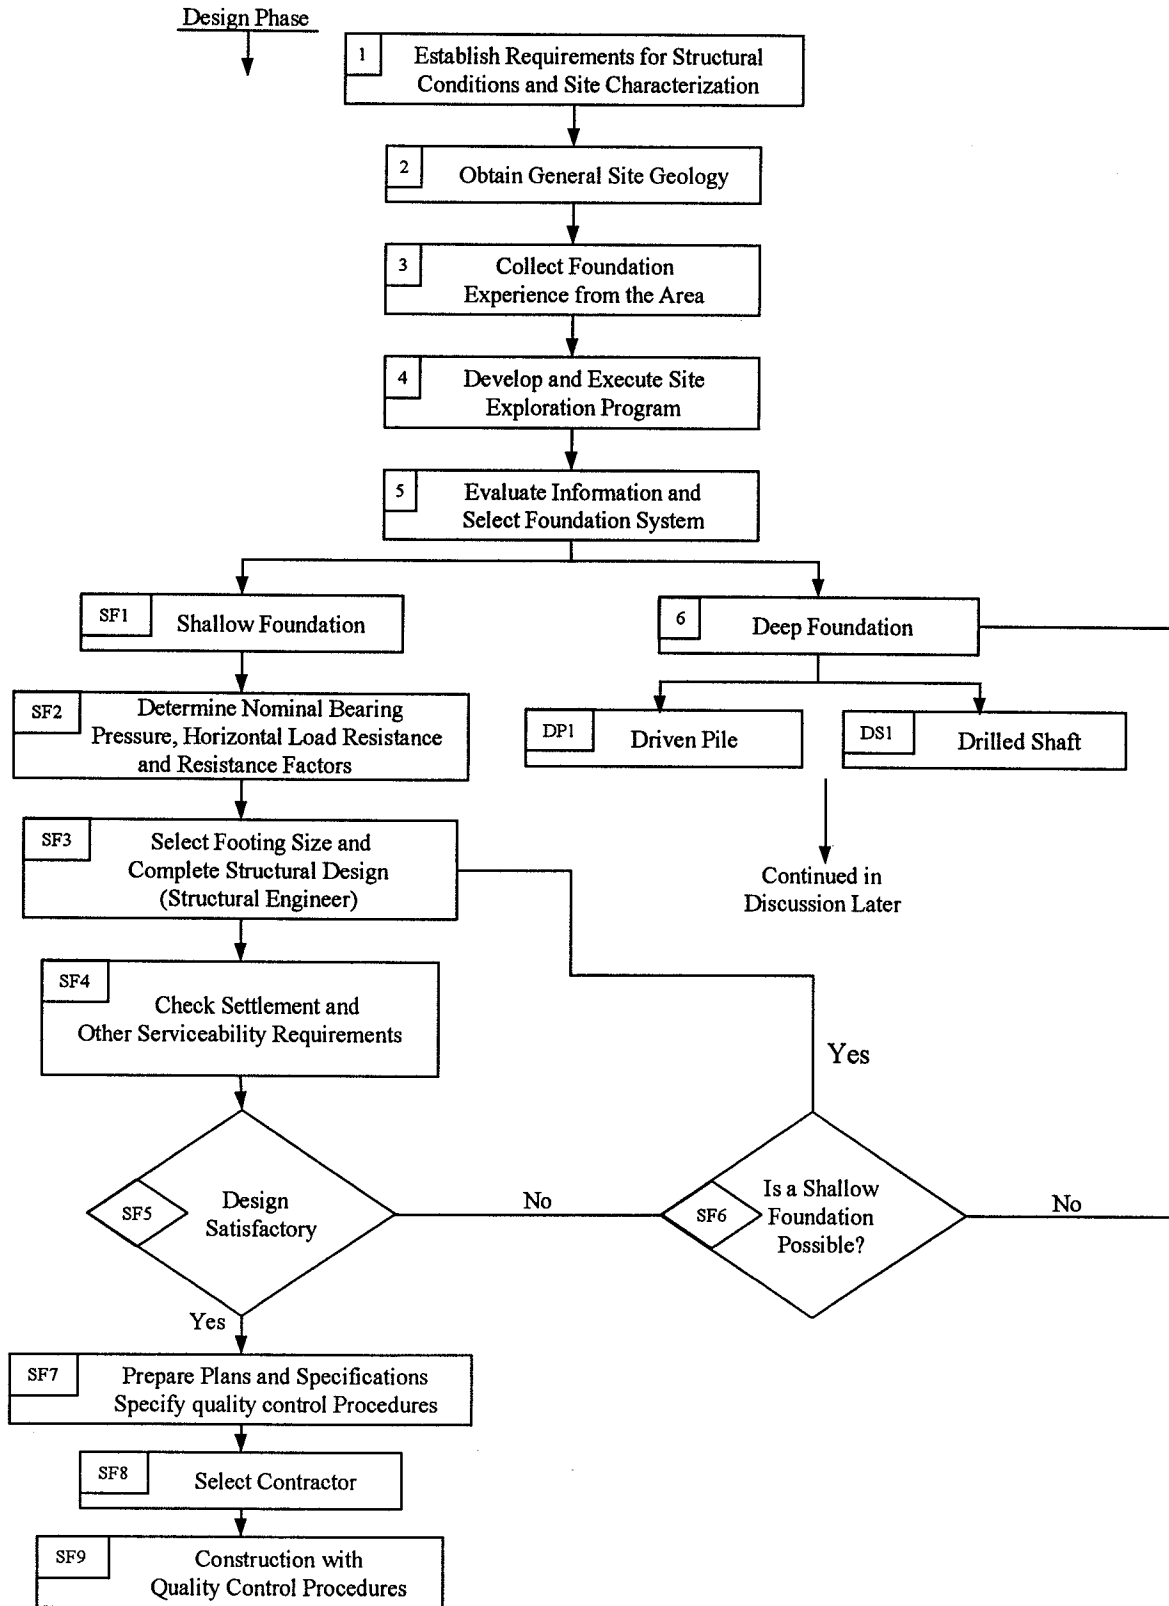 Design Phase
1
Establish Requirements for Structural
Conditions and Site Characterization
2
Obtain General Site Geology
3
Collect Foundation
Experience from the Area
4
Develop and Execute Site
Exploration Program
5
Evaluate Information and
Select Foundation System
SF1
Shallow Foundation
6
Deep Foundation
SF2
Determine Nominal Bearing
Pressure, Horizontal Load Resistance
and Resistance Factors
DP1
Driven Pile
DS1
Drilled Shaft
SF3
Select Footing Size and
Complete Structural Design
(Structural Engineer)
Continued in
Discussion Later
SF4
Check Settlement and
Other Serviceability Requirements
Yes
SF5
Design
Satisfactory
No
SF6
Is a Shallow
Foundation
Possible?
No
Yes
SF7
Prepare Plans and Specifications
Specify quality control Procedures
SF8
Select Contractor
SF9
Construction with
Quality Control Procedures